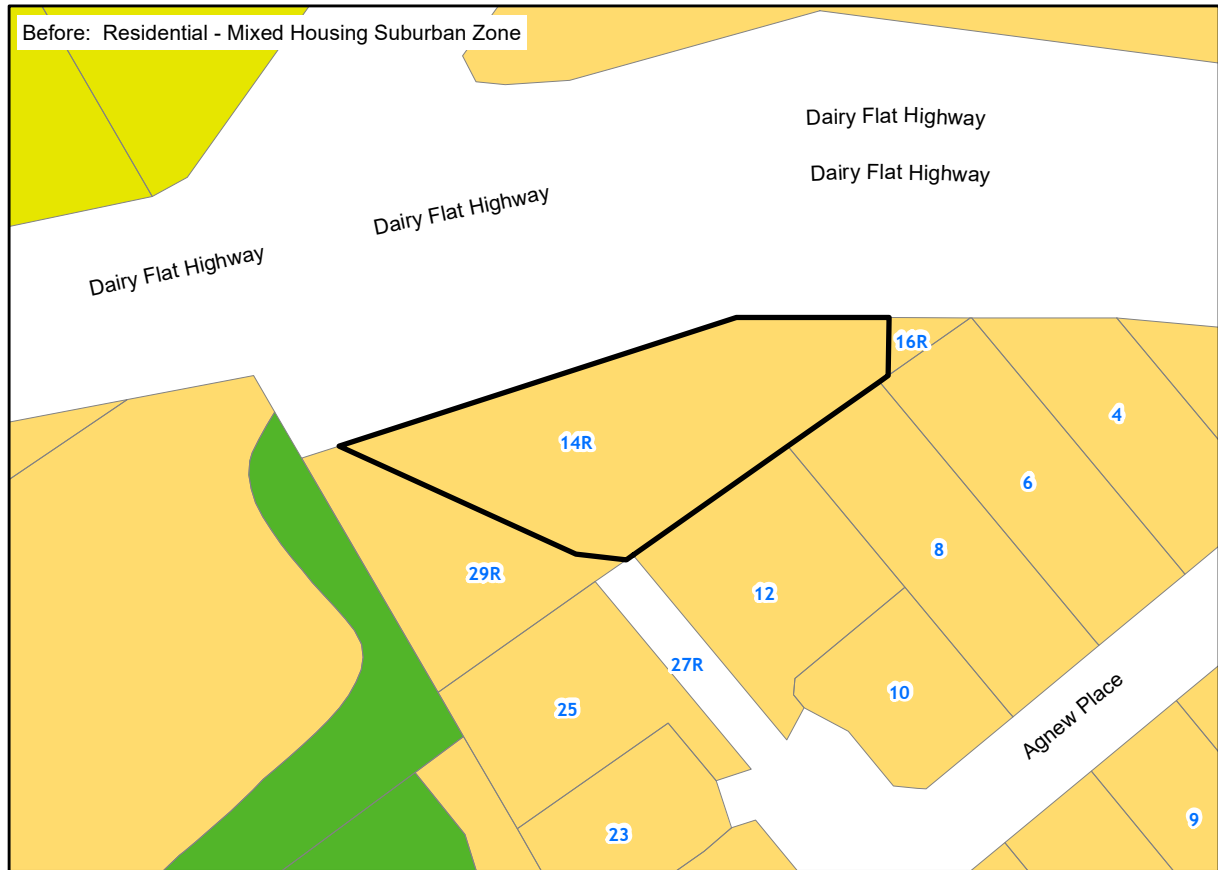 Before:  Residential - Mixed Housing Suburban Zone
Dairy Flat Highway
Dairy Flat Highway
Dairy Flat Highway
Dairy Flat Highway
16R
4
14R
6
8
29R
12
27R
10
25
Agnew Place
9
23